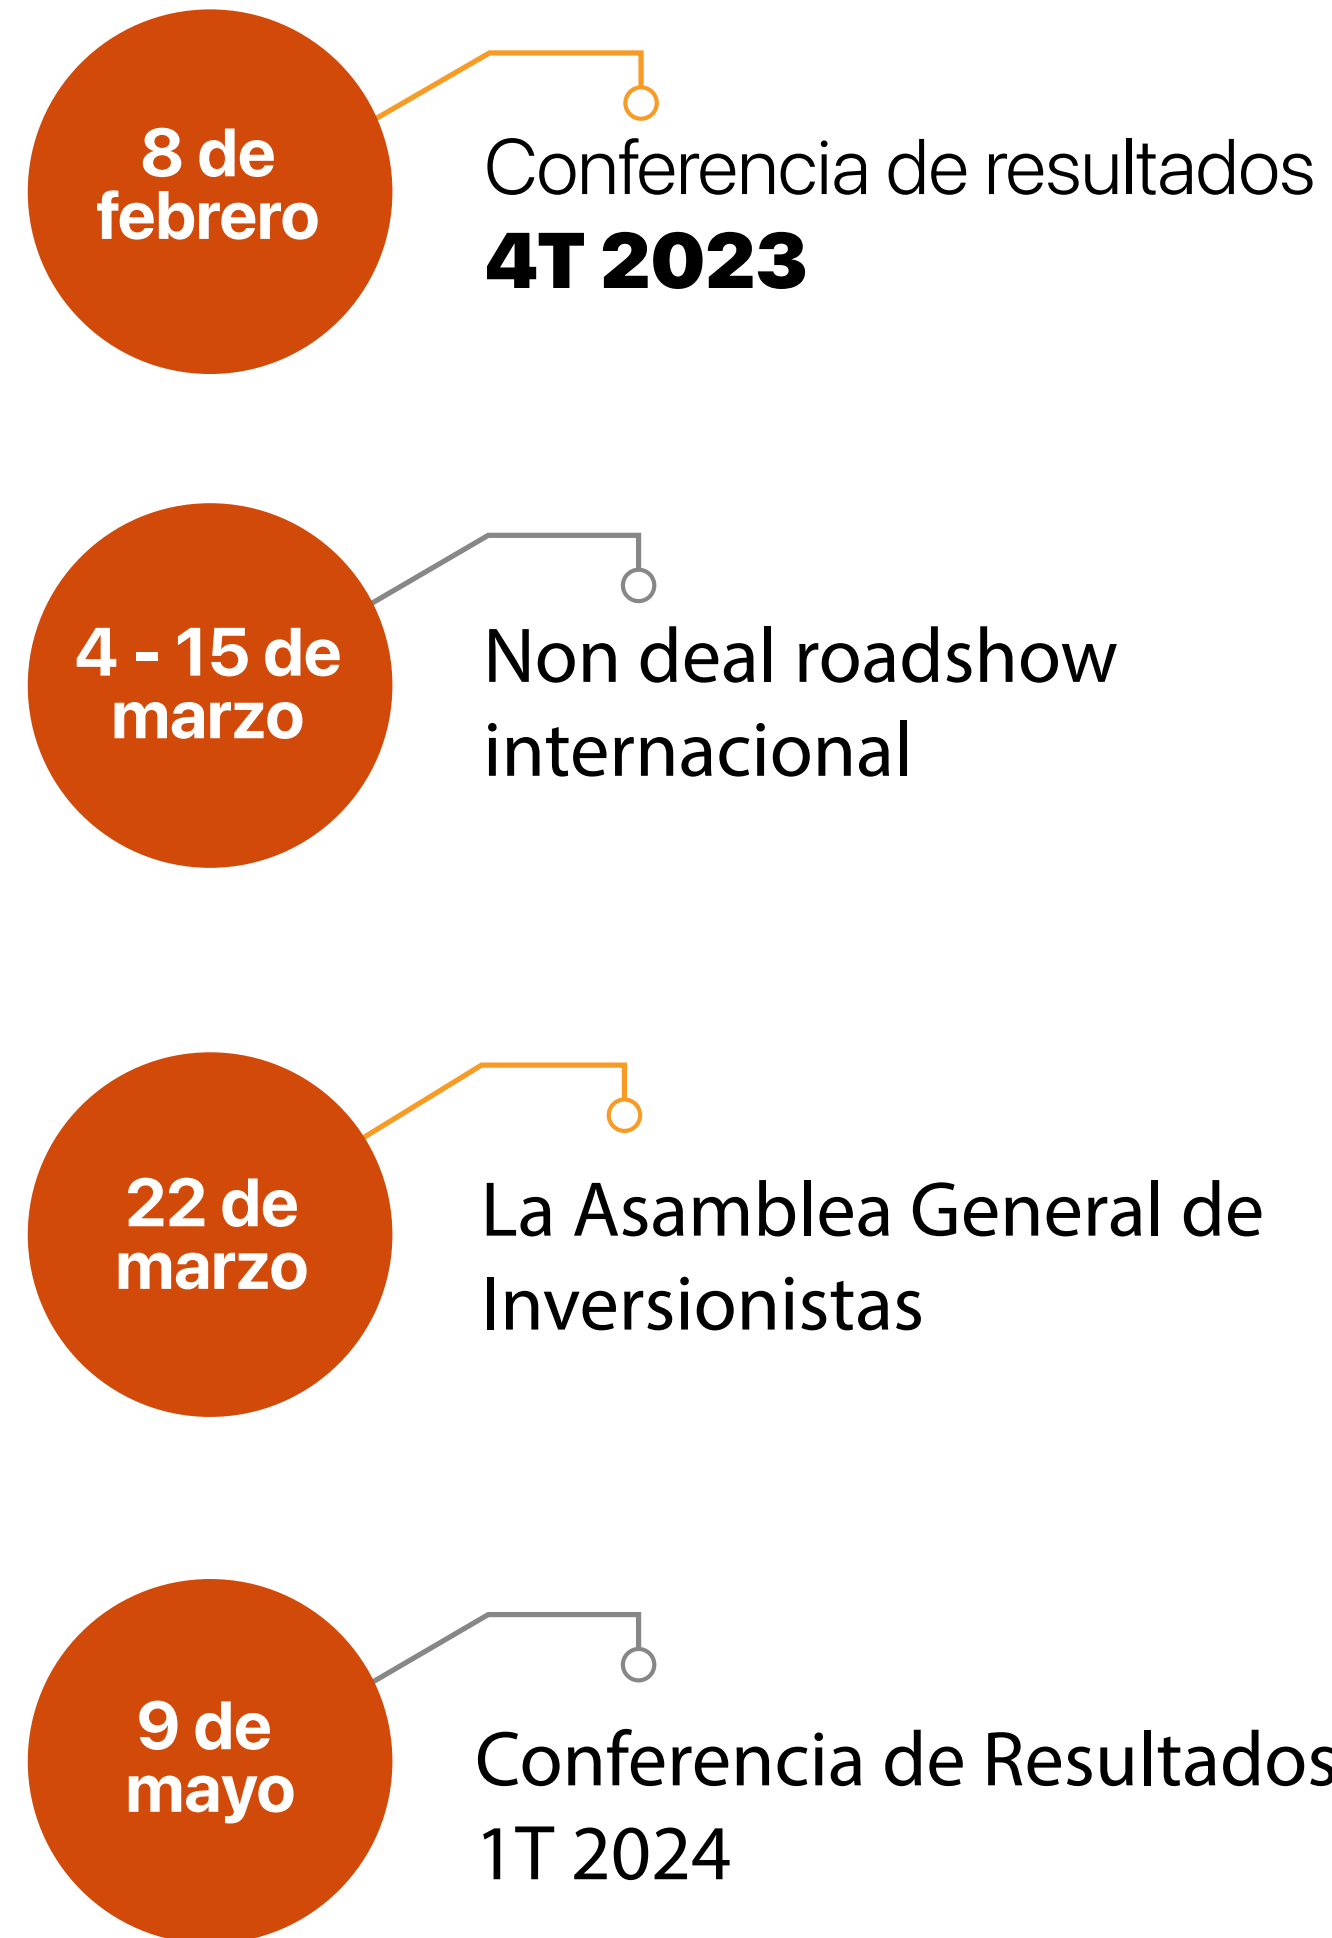 8 de
febrero
Conferencia de resultados
4T 2023
4 - 15 de
marzo
Non deal roadshow
internacional
22 de
marzo
La Asamblea General de
Inversionistas
9 de
mayo
Conferencia de Resultados
1T 2024